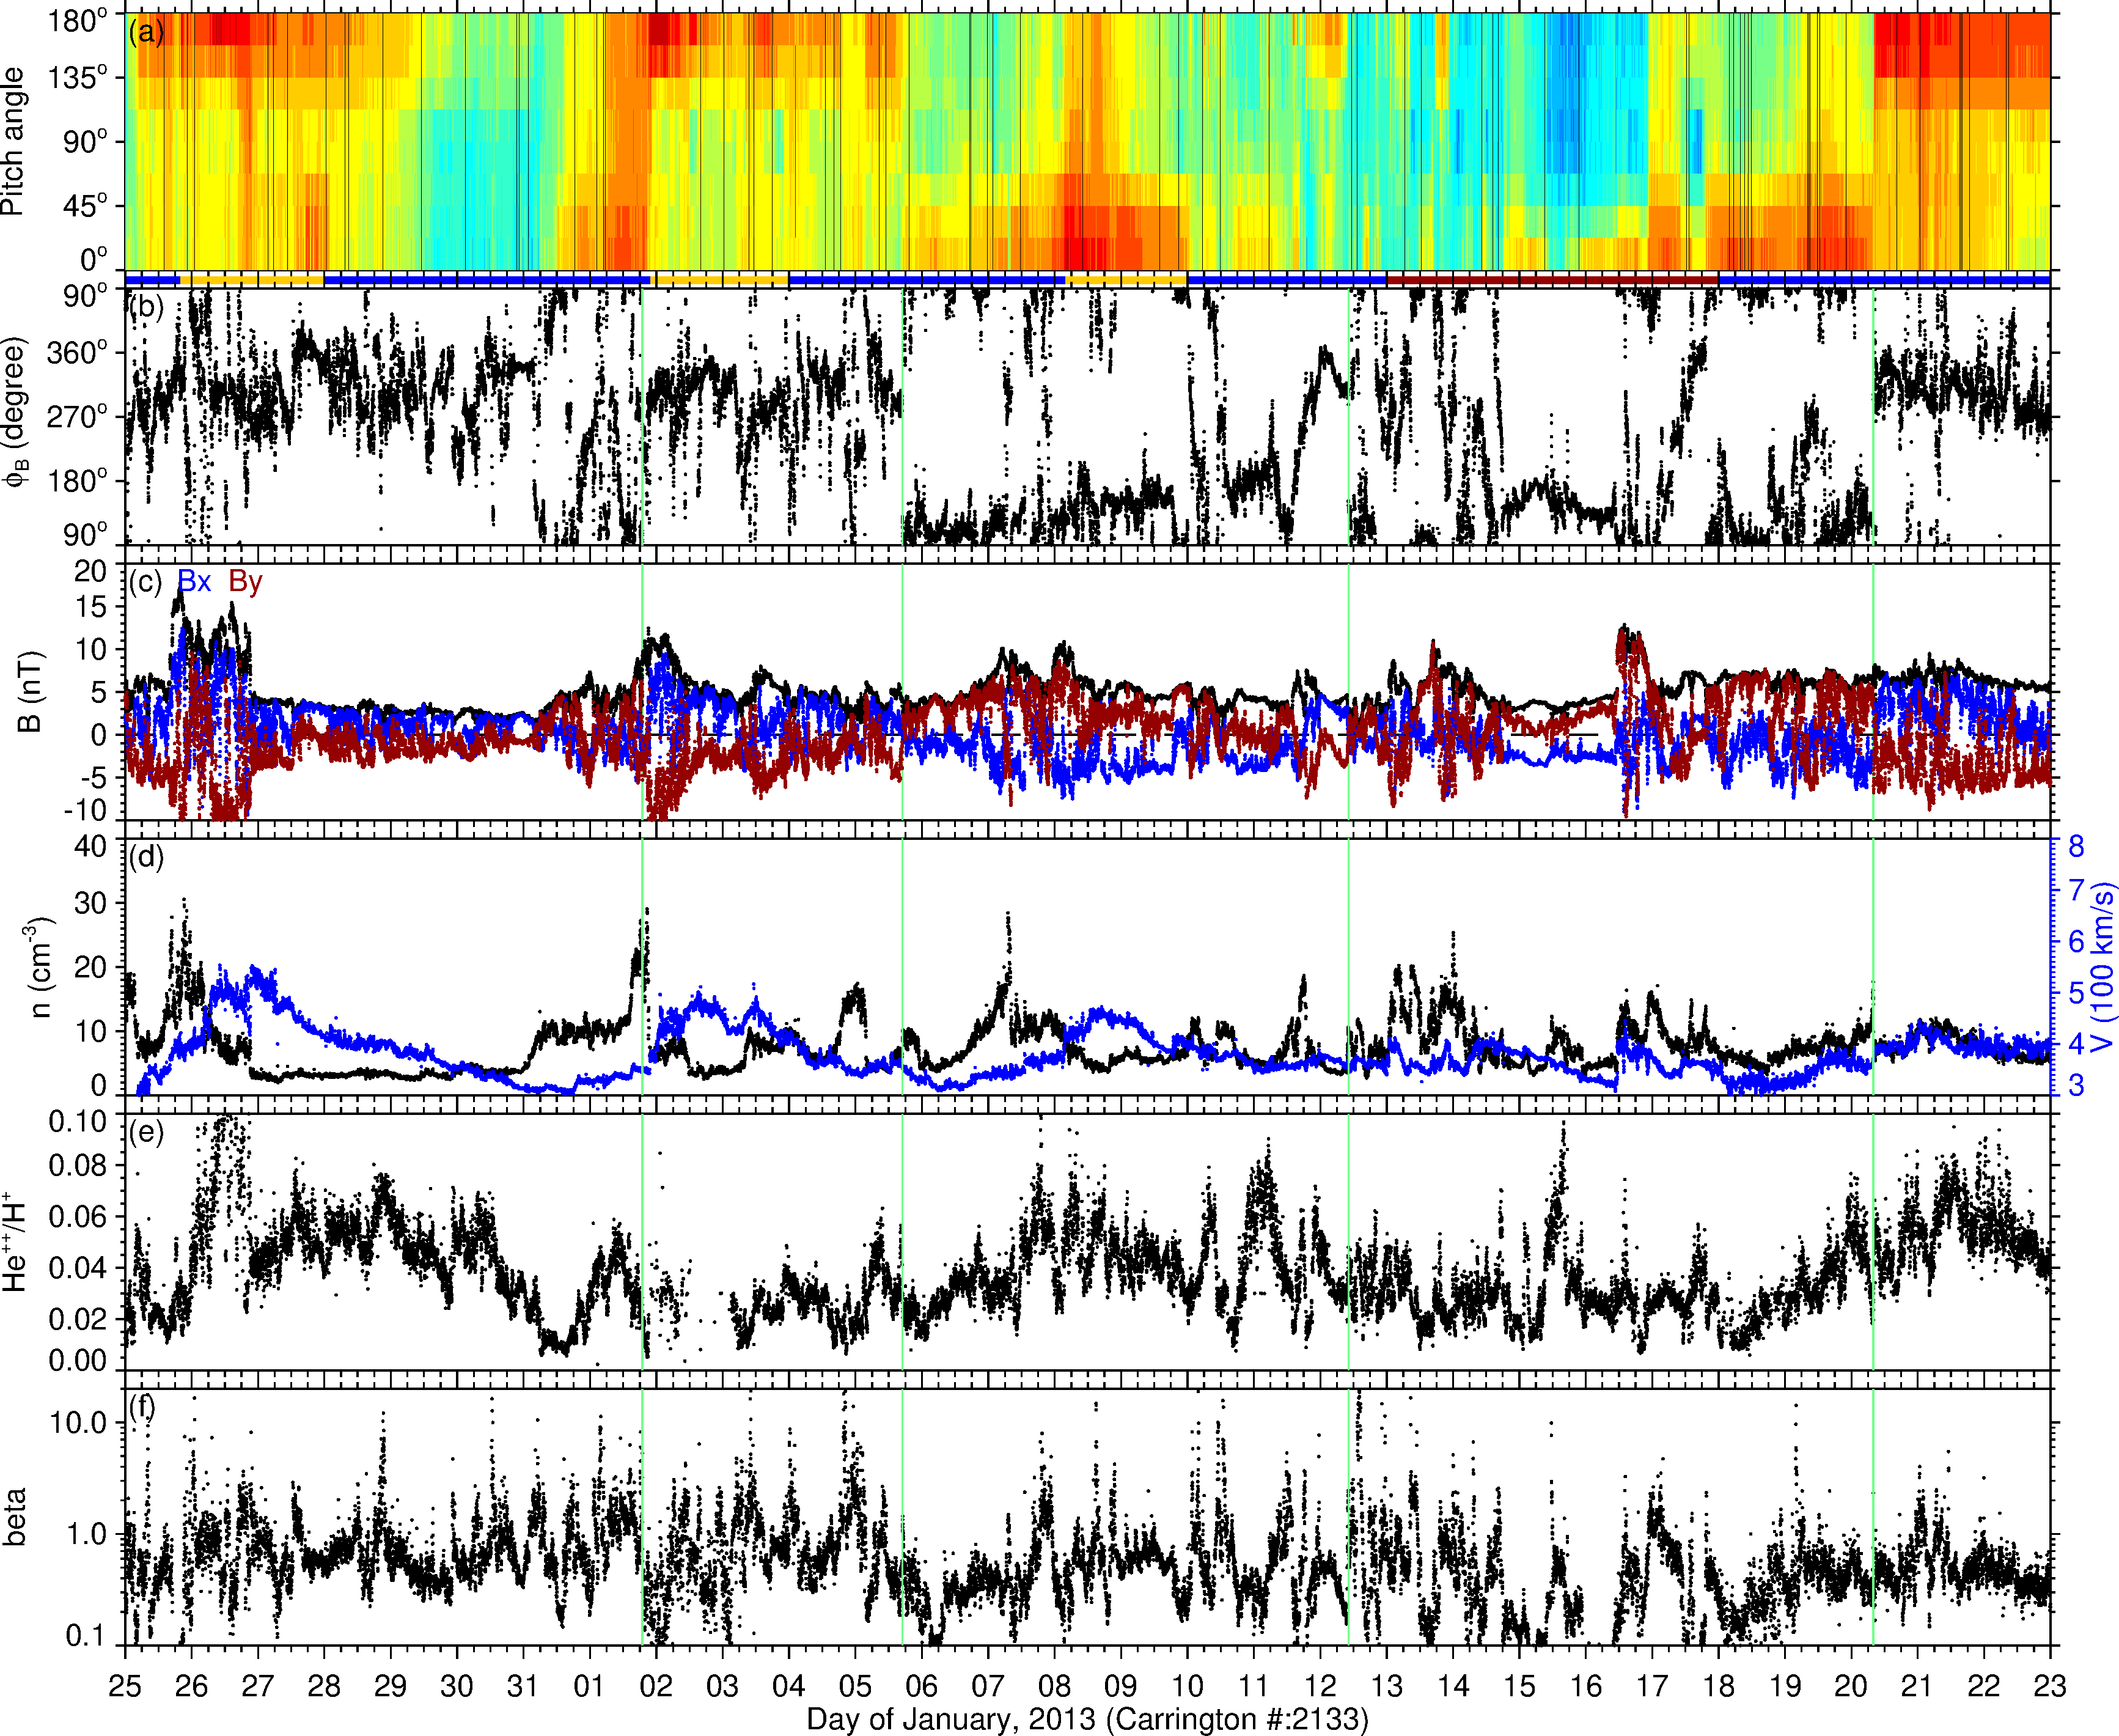 (a)
180°
135°
90°
45°
0°
Pitch angle
(b)
90°
360°
270°
180°
90°
ϕB (degree)
(c) Bx By
20
15
10
5
0
-5
-10
B (nT)
(d)
40
30
20
10
0
n (cm-3)
8
7
6
5
4
3
V (100 km/s)
(e)
0.10
0.08
0.06
0.04
0.02
0.00
He++/H+
(f)
10.0
1.0
0.1
beta
25 26 27 28 29 30 31 01 02 03 04 05 06 07 08 09 10 11 12 13 14 15 16 17 18 19 20 21 22 23
Day of January, 2013 (Carrington #:2133)